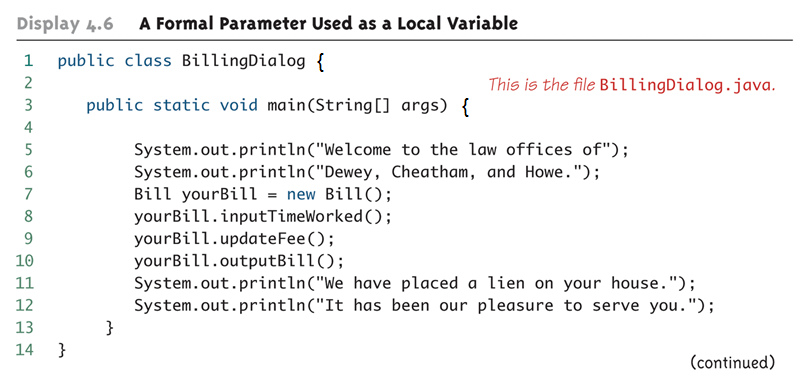 Display 4.6 A Formal Parameter Used as a Local Variable
1 public class BillingDialog {
2 This is the file BillingDialog.java.
3 public static void main(String[] args) {
4
5 System.out.println("Welcome to the law offices of");
6 System.out.println("Dewey, Cheatham, and Howe.");
7 Bill yourBill = new Bill();
8 yourBill.inputTimeWorked();
9 yourBill.updateFee();
10 yourBill.outputBill();
11 System.out.println("We have placed a lien on your house.");
12 System.out.println("It has been our pleasure to serve you.");
13 }
14 }
(continued)